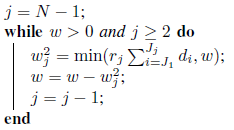 j = N − 1;
while w > 0 and j ≥ 2 do
w_j^2 = min(r_j ∑_{i=J_1}^{J_j} d_i, w);
w = w − w_j^2;
j = j − 1;
end